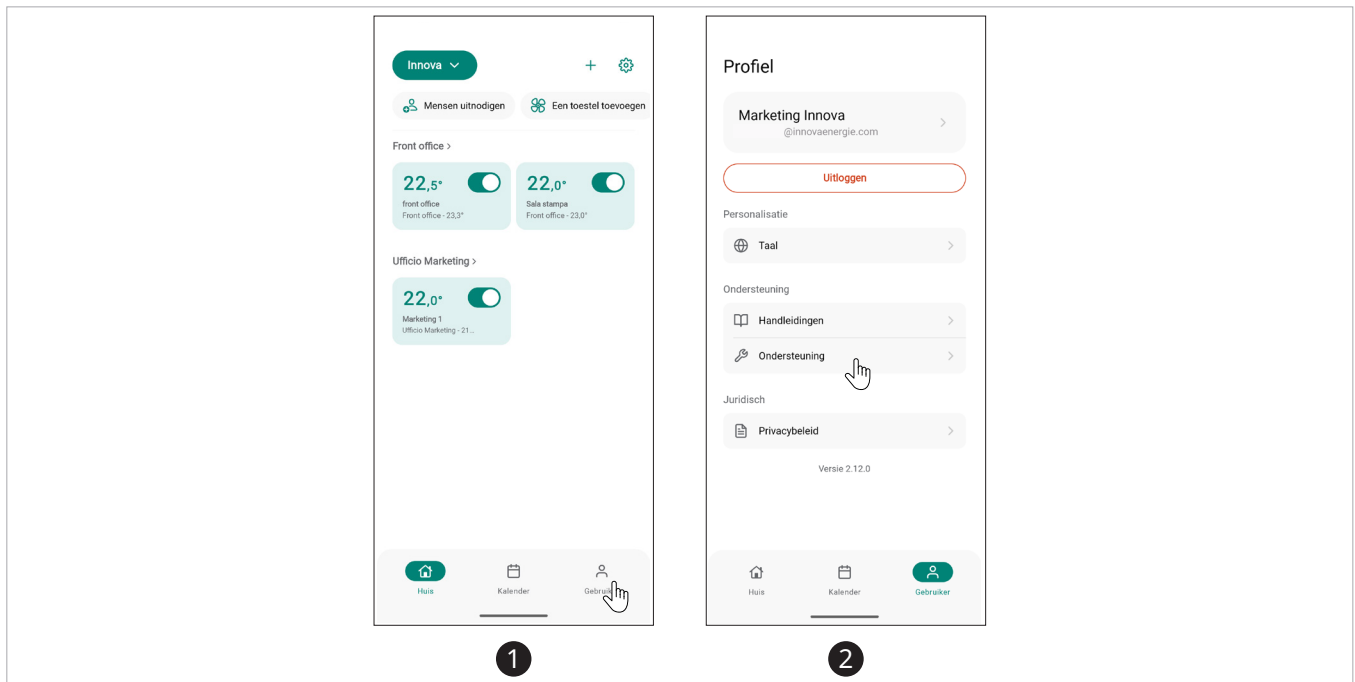 Innova
Mensen uitnodigen
Een toestel toevoegen
Front office >
22,5°
front office
Front office - 23,3°
22,0°
Sala stampa
Front office - 23,0°
Ufficio Marketing >
22,0°
Marketing 1
Ufficio Marketing - 21...
Huis
Kalender
Gebruik
1
Profiel
Marketing Innova
@innovaenergie.com
Uitloggen
Personalisatie
Taal
Ondersteuning
Handleidingen
Ondersteuning
Juridisch
Privacybeleid
Versie 2.12.0
Huis
Kalender
Gebruiker
2